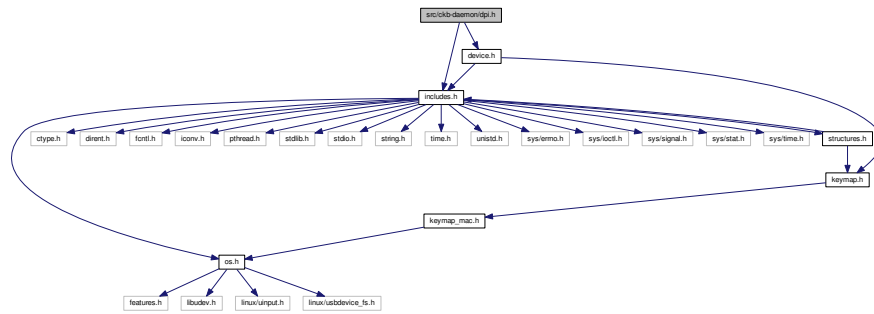 src/ckb-daemon/dpi.h
device.h
includes.h
ctype.h
dirent.h
fcntl.h
iconv.h
pthread.h
stdlib.h
stdio.h
string.h
time.h
unistd.h
sys/errno.h
sys/ioctl.h
sys/signal.h
sys/stat.h
sys/time.h
structures.h
keymap.h
keymap_mac.h
os.h
features.h
libudev.h
linux/uinput.h
linux/usbdevice_fs.h